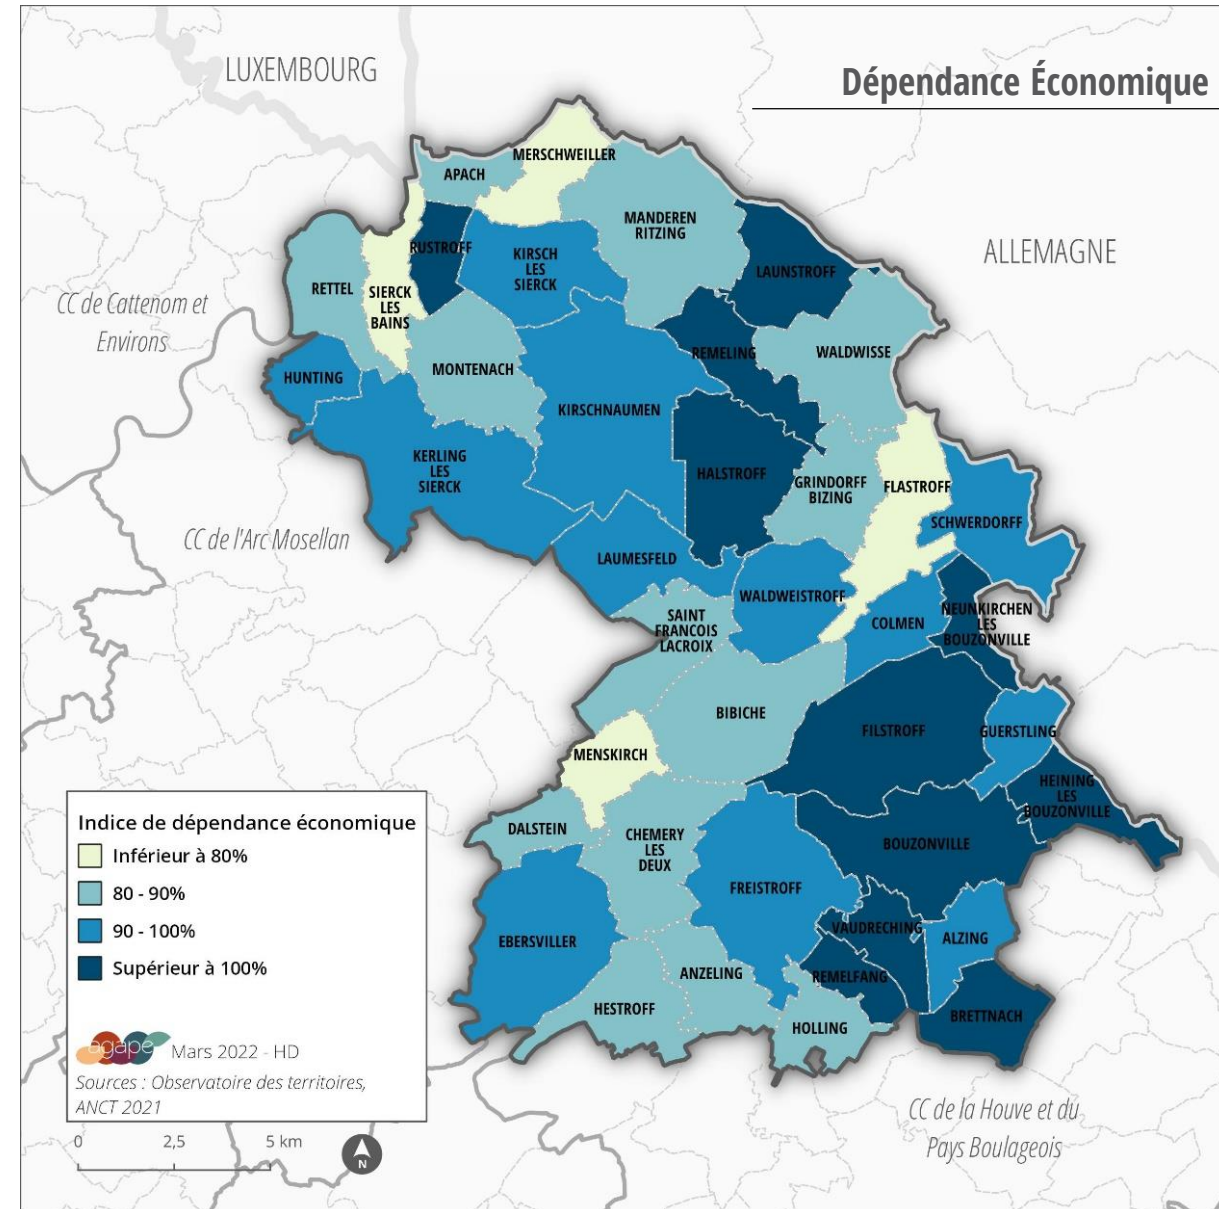 Dépendance Économique
LUXEMBOURG
ALLEMAGNE
CC de Cattenom et
Environs
CC de l'Arc Mosellan
CC de la Houve et du
Pays Boulageois
MERSCHWEILLER
APACH
MANDEREN
RITZING
RUSTROFF
KIRSCH
LES
SIERCK
LAUNSTROFF
RETTEL
SIERCK
LES
BAINS
REMELING
WALDWISSE
HUNTING
MONTENACH
KIRSCHNAUMEN
KERLING
LES
SIERCK
HALSTROFF
GRINDORFF
BIZING
FLASTROFF
SCHWERDORFF
LAUMESFELD
WALDWEISTROFF
SAINT
FRANCOIS
LACROIX
COLMEN
NEUNKIRCHEN
LES
BOUZONVILLE
BIBICHE
FILSTROFF
GUERSTLING
MENSKIRCH
HEINING
LES
BOUZONVILLE
DALSTEIN
CHEMERY
LES
DEUX
BOUZONVILLE
FREISTROFF
EBERSVILLER
VAUDRECHING
ALZING
ANZELING
REMELFANG
HESTROFF
HOLLING
BRETTNACH
Indice de dépendance économique
Inférieur à 80%
80 - 90%
90 - 100%
Supérieur à 100%
agape Mars 2022 - HD
Sources : Observatoire des territoires,
ANCT 2021
0 2,5 5 km
N